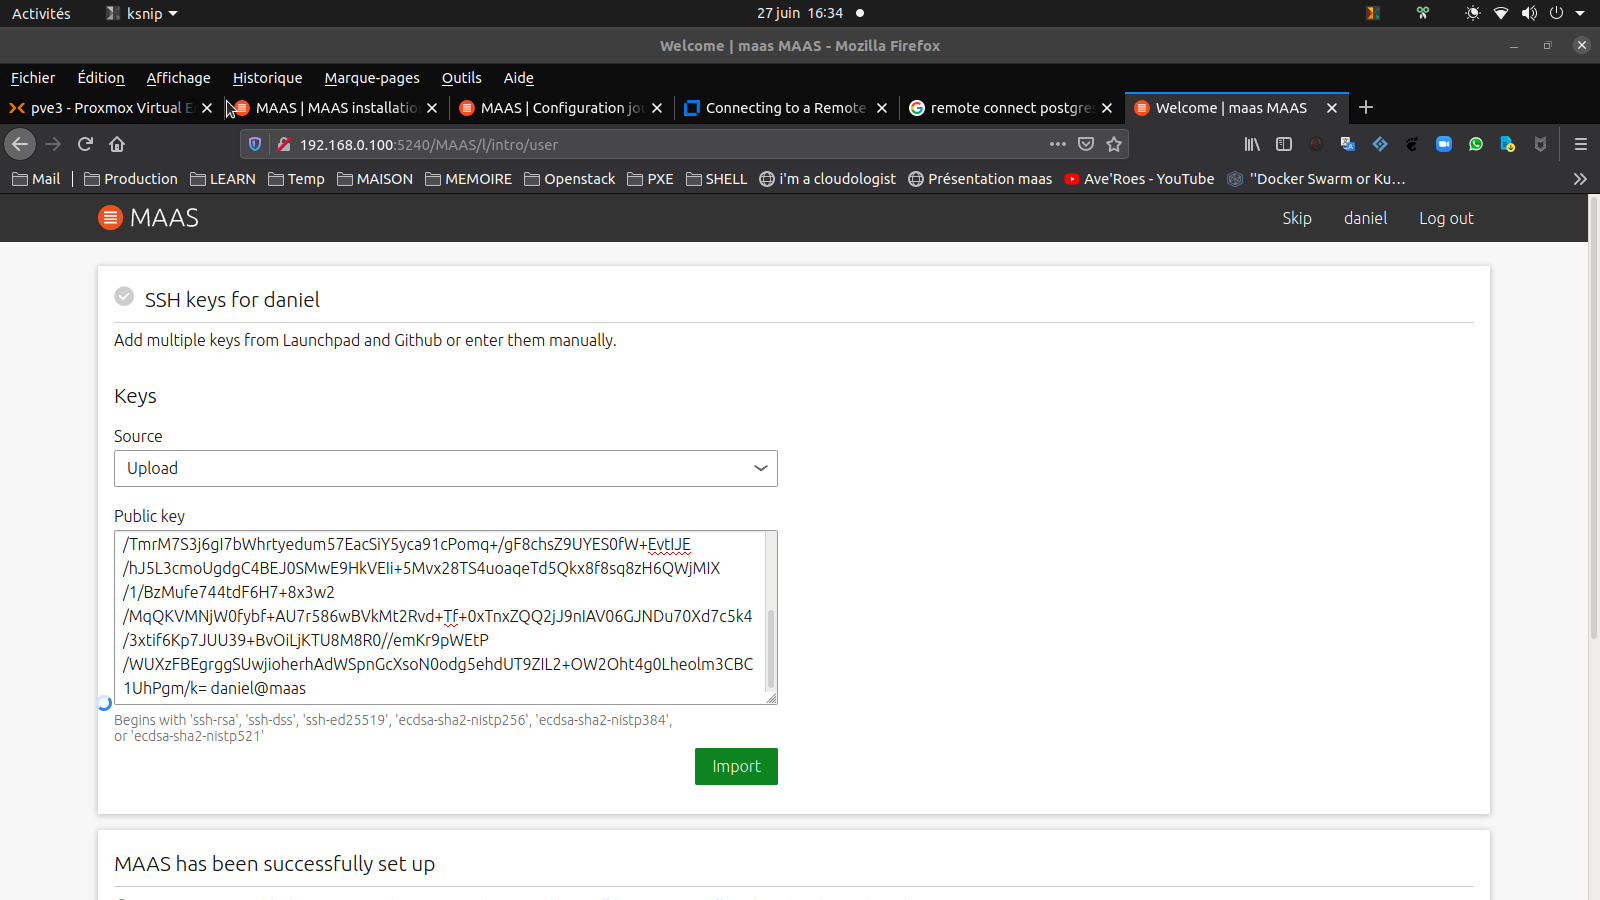 Activités
ksnip
27 juin 16:34
Welcome | maas MAAS - Mozilla Firefox
Fichier Édition Affichage Historique Marque-pages Outils Aide
pve3 - Proxmox Virtual E
MAAS | MAAS installatio
MAAS | Configuration jo
Connecting to a Remote
remote connect postgre
Welcome | maas MAAS
192.168.0.100:5240/MAAS/l/intro/user
Mail Production LEARN Temp MAISON MEMOIRE Openstack PXE SHELL i'm a cloudologist Présentation maas Ave'Roes - YouTube "Docker Swarm or Ku…
MAAS
Skip daniel Log out
SSH keys for daniel
Add multiple keys from Launchpad and Github or enter them manually.
Keys
Source
Upload
Public key
/TmrM7S3j6gI7bWhrtyedum57EacSiY5yca91cPomq+/gF8chsZ9UYES0fW+EvtIJE
/hJ5L3cmoUgdgC4BEJ0SMwE9HkVEIi+5Mvx28TS4uoaqeTd5Qkx8f8sq8zH6QWjMIX
/1/BzMufe744tdF6H7+8x3w2
/MqQKVMNjW0fybf+AU7r586wBVkMt2Rvd+Tf+0xTnxZQQ2jJ9nIAV06GJNDu70Xd7c5k4
/3xtif6Kp7JUU39+BvOiLjKTU8M8R0//emKr9pWEtP
/WUXzFBEgrggSUwjioherhAdWSpnGcXsoN0odg5ehdUT9ZIL2+OW2Oht4g0Lheolm3CBC
1UhPgm/k= daniel@maas
Begins with 'ssh-rsa', 'ssh-dss', 'ssh-ed25519', 'ecdsa-sha2-nistp256', 'ecdsa-sha2-nistp384',
or 'ecdsa-sha2-nistp521'
Import
MAAS has been successfully set up